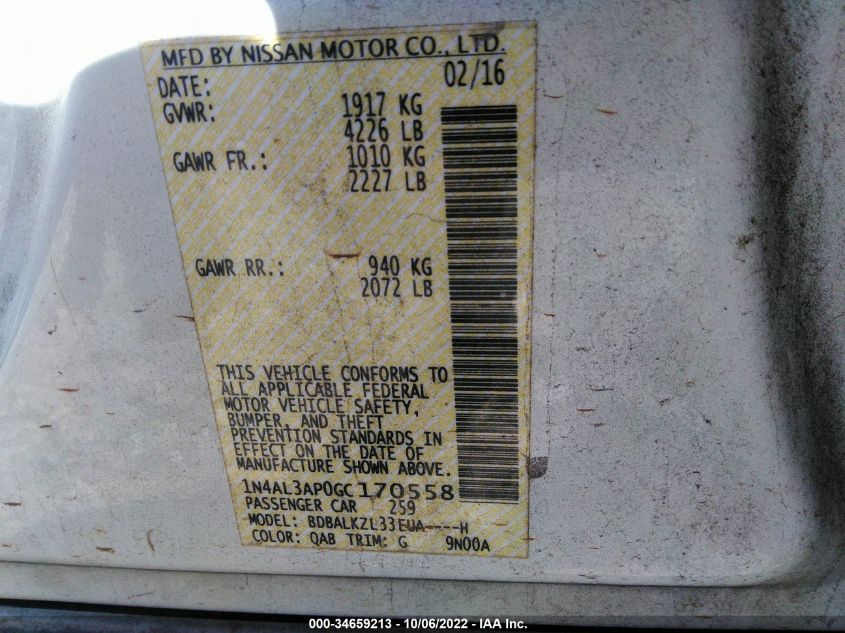 MFD BY NISSAN MOTOR CO., LTD.
DATE: 02/16
GVWR: 1917 KG
4226 LB
GAWR FR.: 1010 KG
2227 LB
GAWR RR.: 940 KG
2072 LB
THIS VEHICLE CONFORMS TO
ALL APPLICABLE FEDERAL
MOTOR VEHICLE SAFETY,
BUMPER, AND THEFT
PREVENTION STANDARDS IN
EFFECT ON THE DATE OF
MANUFACTURE SHOWN ABOVE.
1N4AL3AP0GC170558
PASSENGER CAR 259
MODEL: BDBALKZL33EUA----H
COLOR: QAB TRIM: G 9N00A
000-34659213 - 10/06/2022 - IAA Inc.